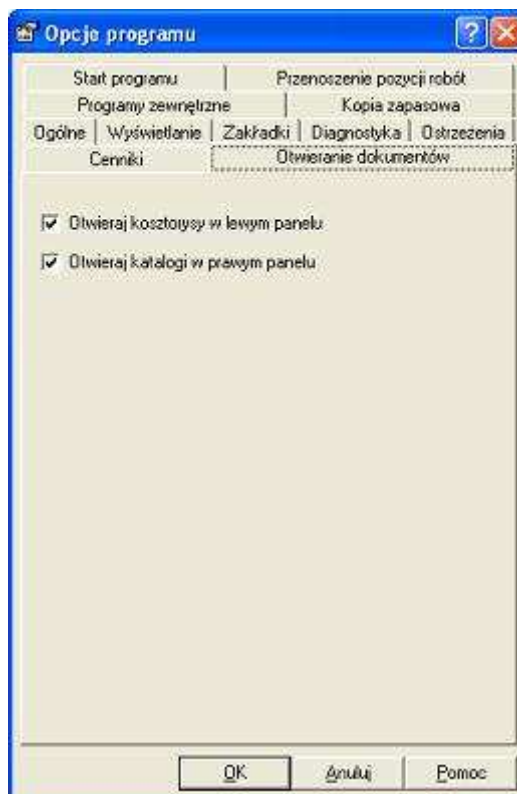 Opcje programu
Start programu Przenoszenie pozycji robót
Programy zewnętrzne Kopia zapasowa
Ogólne Wyświetlanie Zakładki Diagnostyka Ostrzeżenia
Cenniki Otwieranie dokumentów
Otwieraj kosztorysy w lewym panelu
Otwieraj katalogi w prawym panelu
OK Anuluj Pomoc